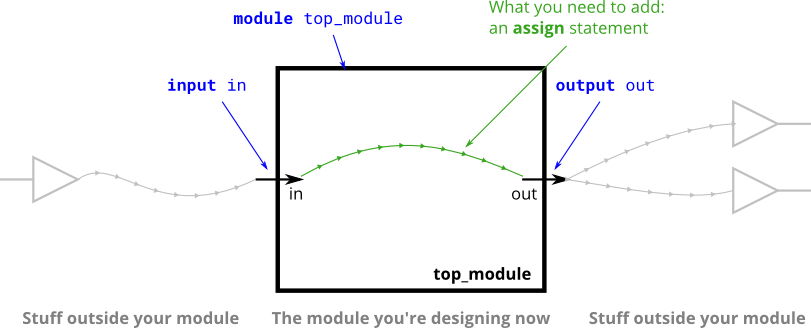 What you need to add:
module top_module
an assign statement
input in
output out
in
out
top_module
Stuff outside your module
The module you're designing now
Stuff outside your module